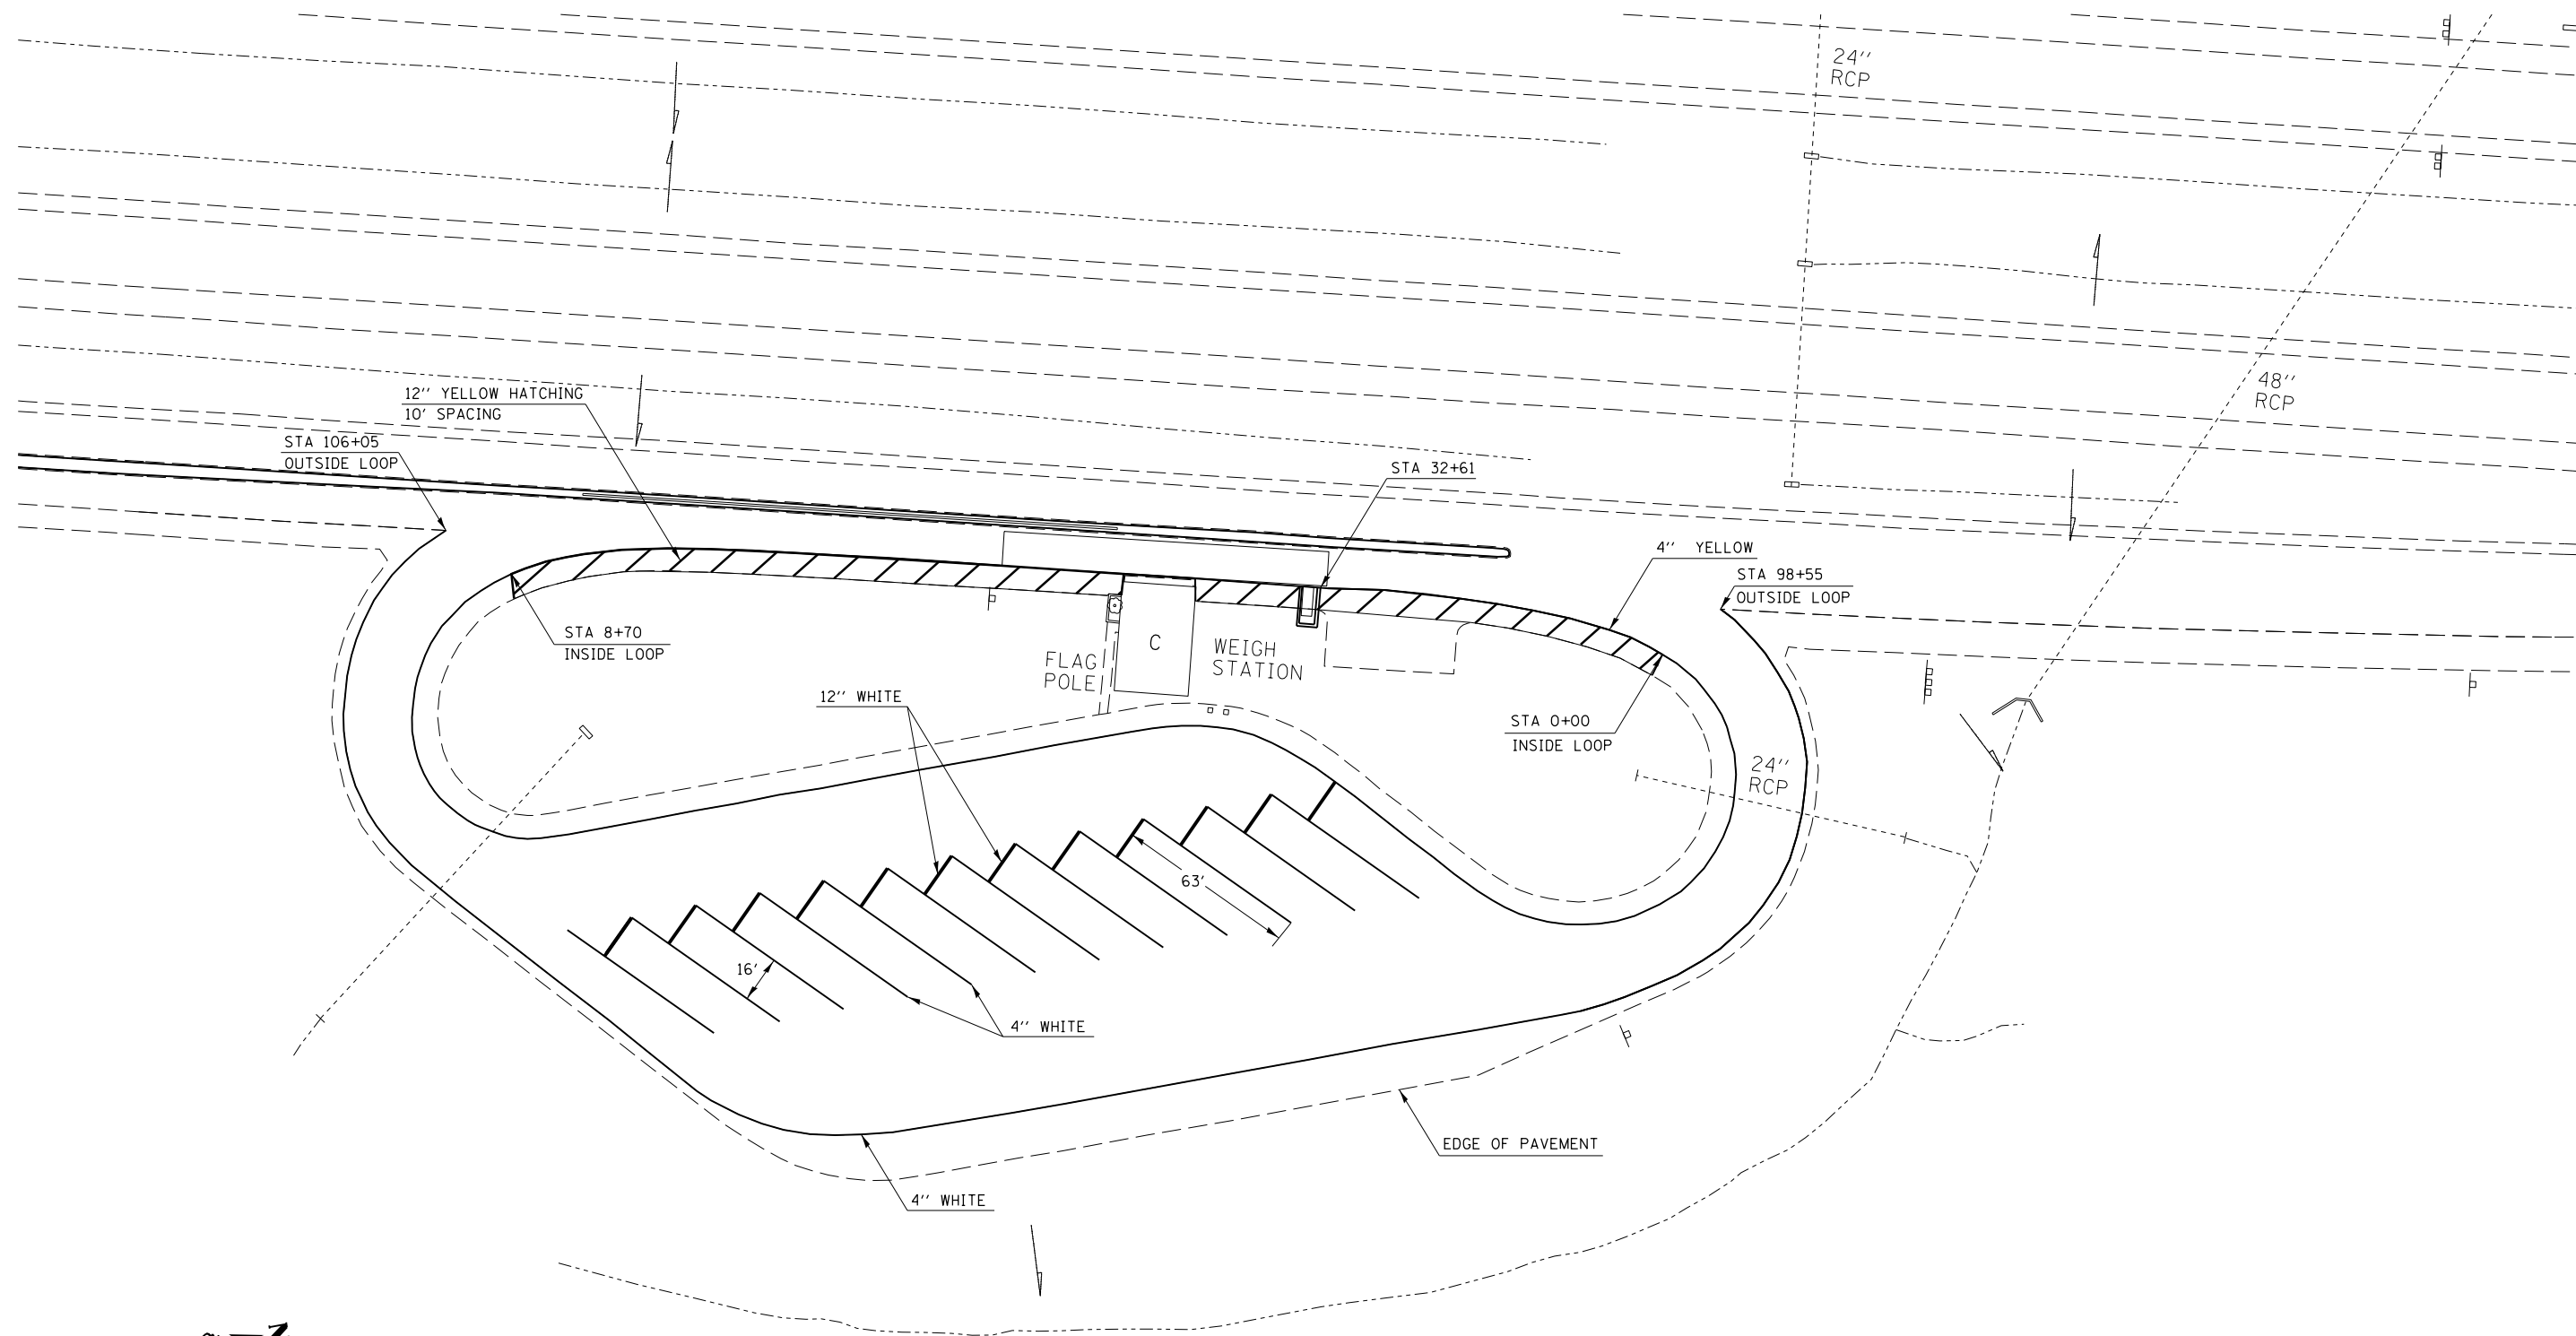 24''
RCP
48''
RCP
12'' YELLOW HATCHING
10' SPACING
STA 106+05
OUTSIDE LOOP
STA 32+61
4'' YELLOW
STA 98+55
OUTSIDE LOOP
STA 8+70
INSIDE LOOP
C
WEIGH
STATION
FLAG
POLE
12'' WHITE
STA 0+00
INSIDE LOOP
24''
RCP
63'
16'
4'' WHITE
EDGE OF PAVEMENT
4'' WHITE